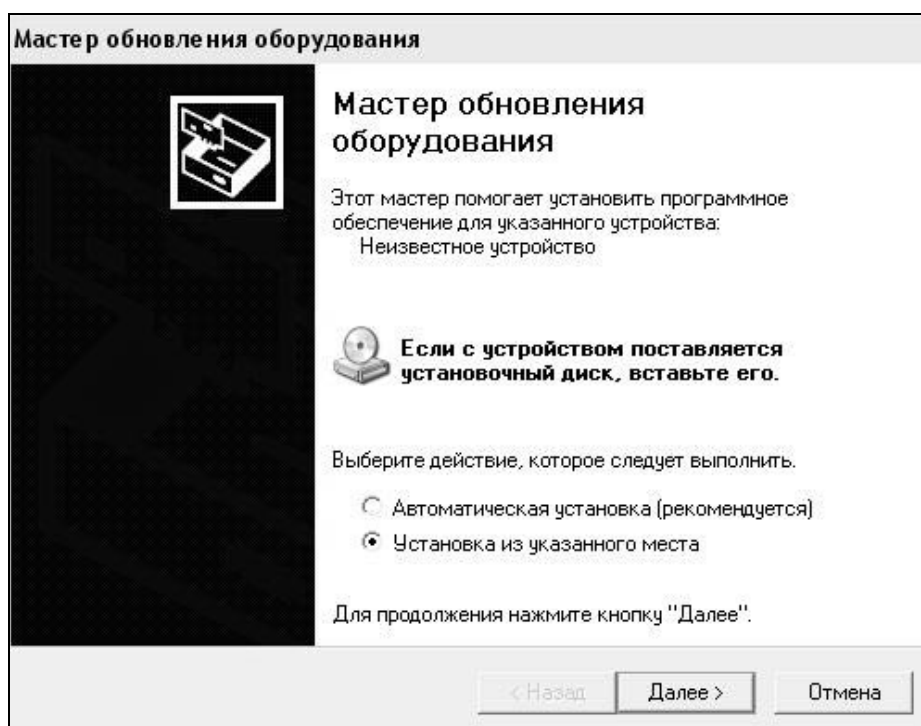 Мастер обновления оборудования
Мастер обновления
оборудования
Этот мастер помогает установить программное
обеспечение для указанного устройства:
Неизвестное устройство
Если с устройством поставляется
установочный диск, вставьте его.
Выберите действие, которое следует выполнить.
Автоматическая установка (рекомендуется)
Установка из указанного места
Для продолжения нажмите кнопку "Далее".
< Назад Далее > Отмена